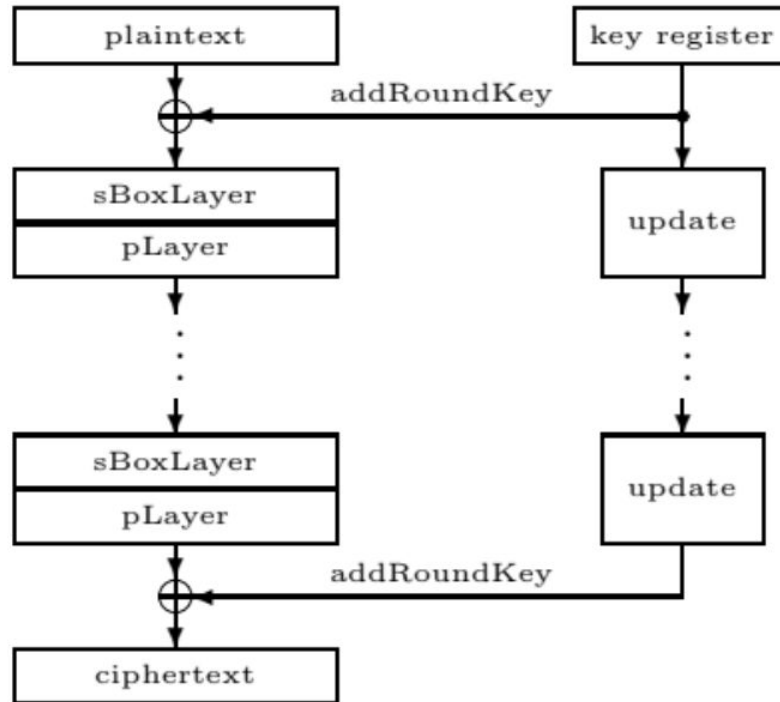 plaintext
key register
addRoundKey
sBoxLayer
pLayer
update
sBoxLayer
pLayer
update
addRoundKey
ciphertext